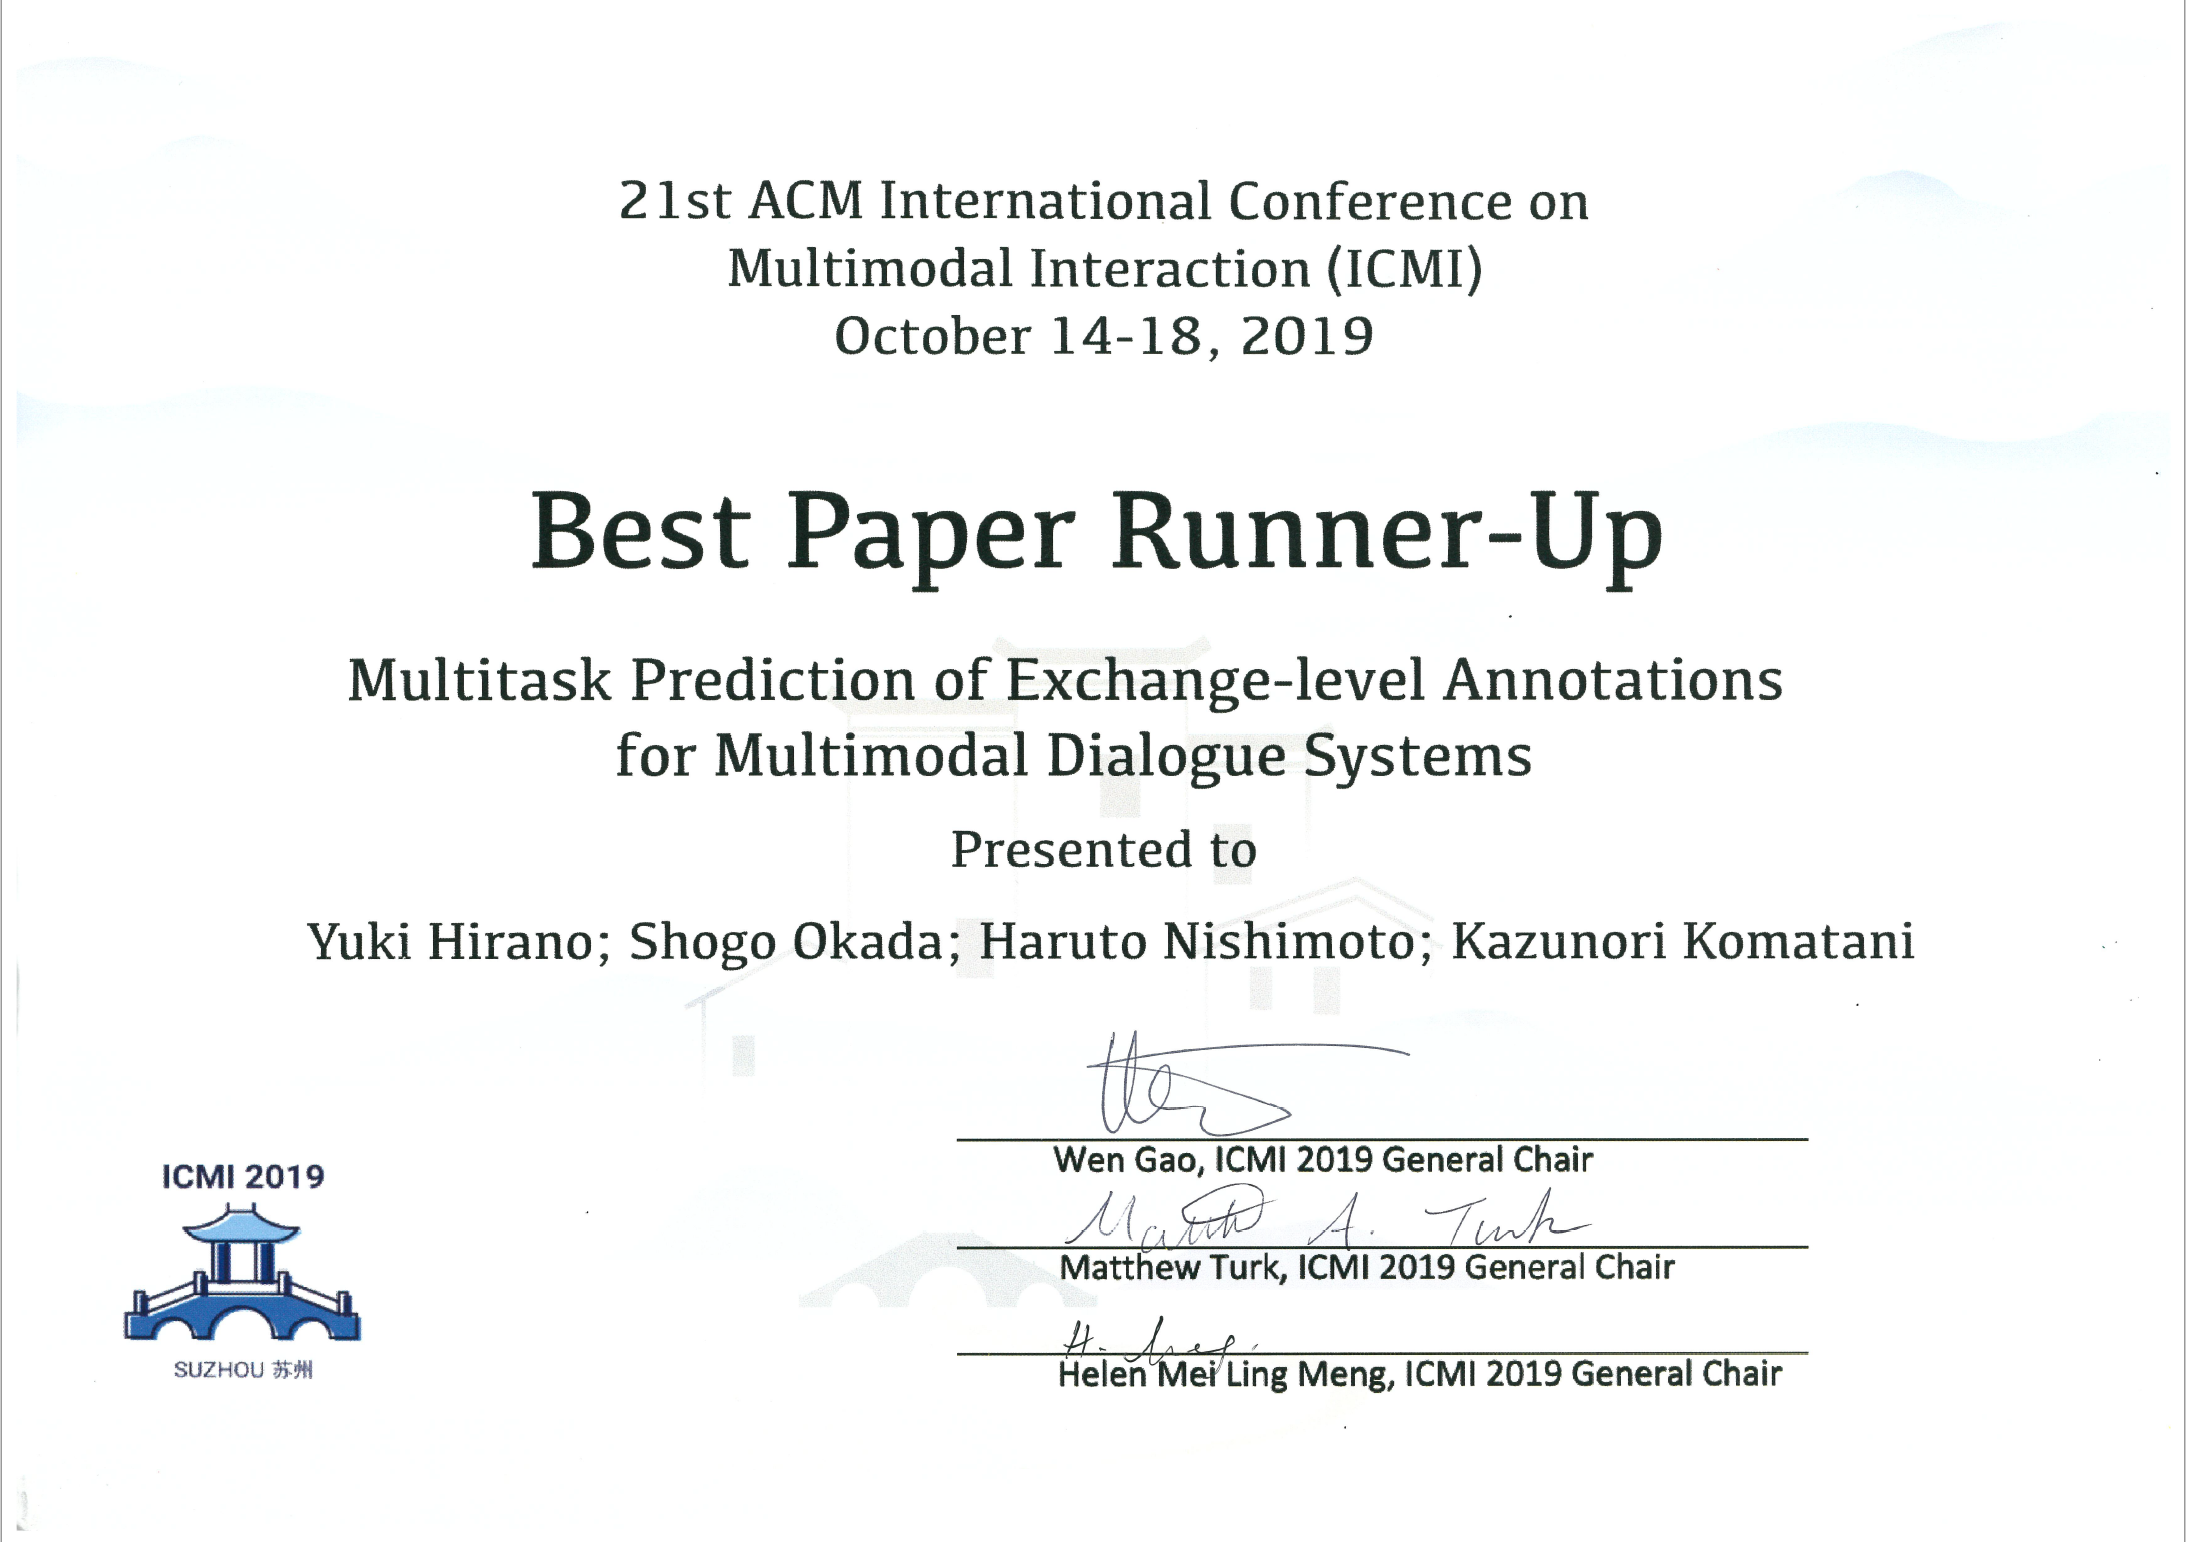 21st ACM International Conference on
Multimodal Interaction (ICMI)
October 14-18, 2019
Best Paper Runner-Up
Multitask Prediction of Exchange-level Annotations
for Multimodal Dialogue Systems
Presented to
Yuki Hirano; Shogo Okada; Haruto Nishimoto; Kazunori Komatani
Wen Gao, ICMI 2019 General Chair
Matthew A. Turk
Matthew Turk, ICMI 2019 General Chair
Helen Mei Ling Meng, ICMI 2019 General Chair
ICMI 2019
SUZHOU 苏州